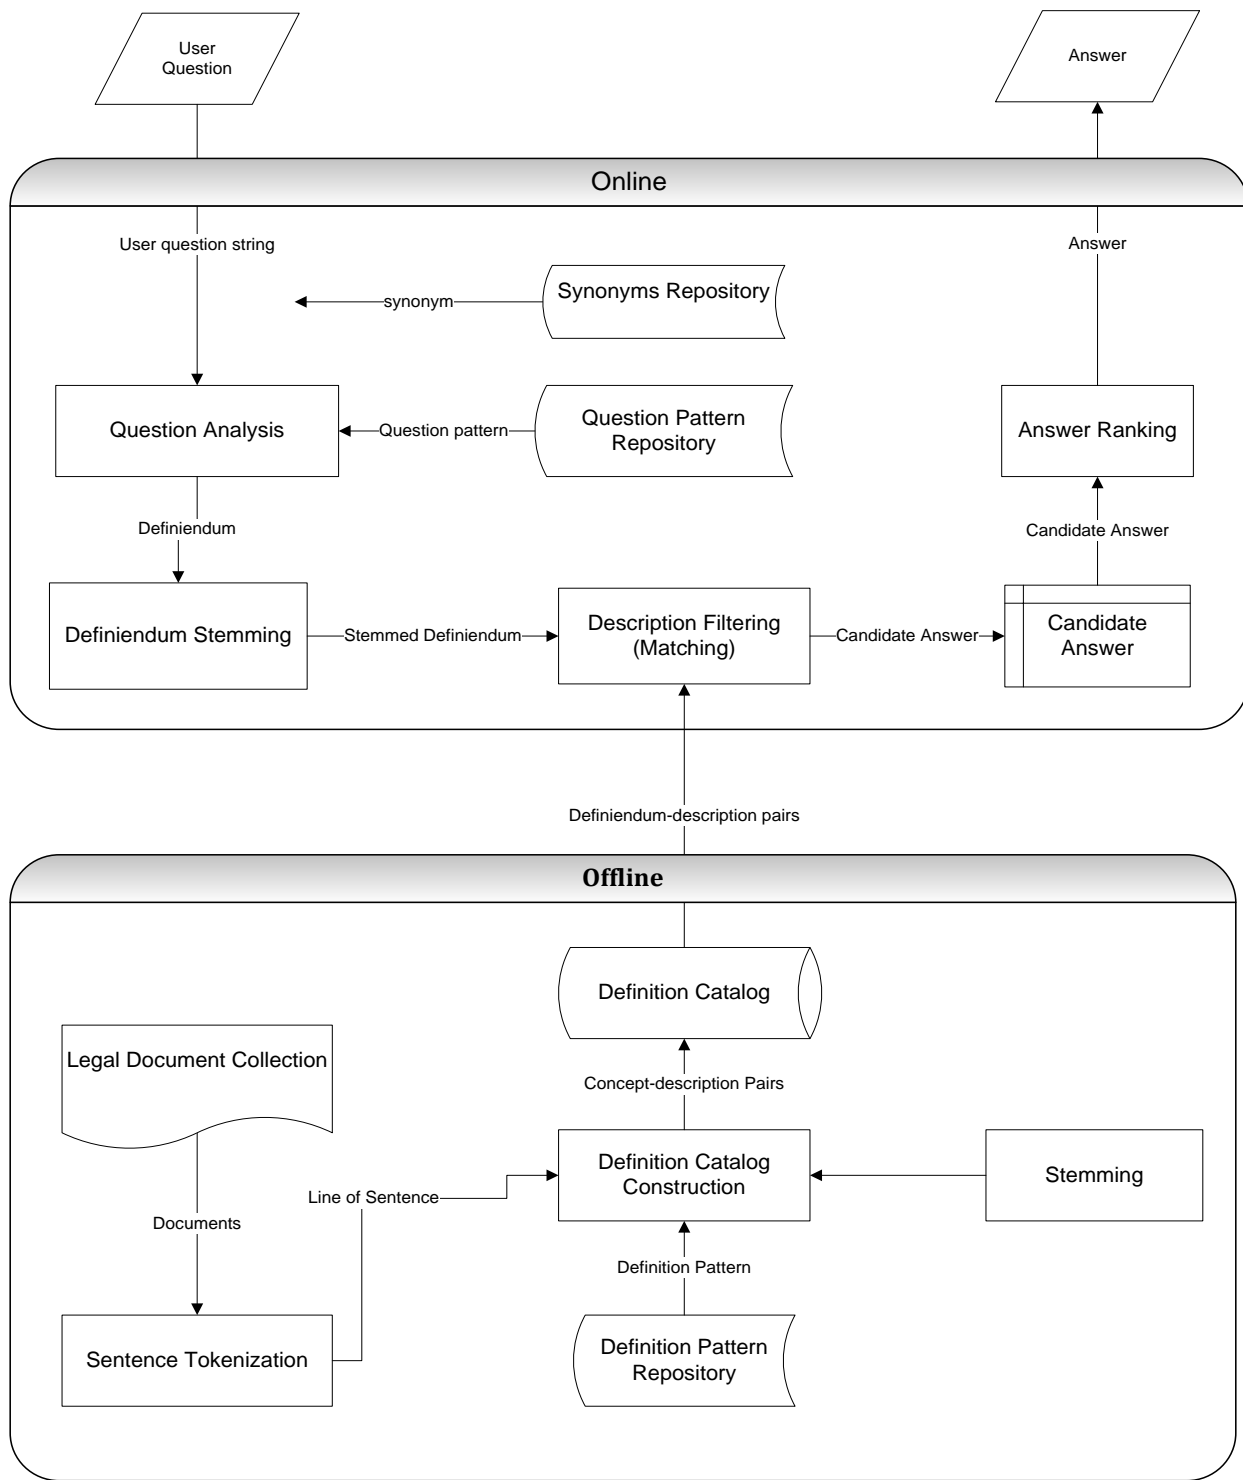 User
Question
Answer
Online
User question string
Answer
synonym
Synonyms Repository
Question Analysis
Question pattern
Question Pattern
Repository
Answer Ranking
Definiendum
Candidate Answer
Definiendum Stemming
Stemmed Definiendum
Description Filtering
(Matching)
Candidate Answer
Candidate
Answer
Definiendum-description pairs
Offline
Definition Catalog
Legal Document Collection
Concept-description Pairs
Definition Catalog
Construction
Stemming
Line of Sentence
Documents
Definition Pattern
Sentence Tokenization
Definition Pattern
Repository